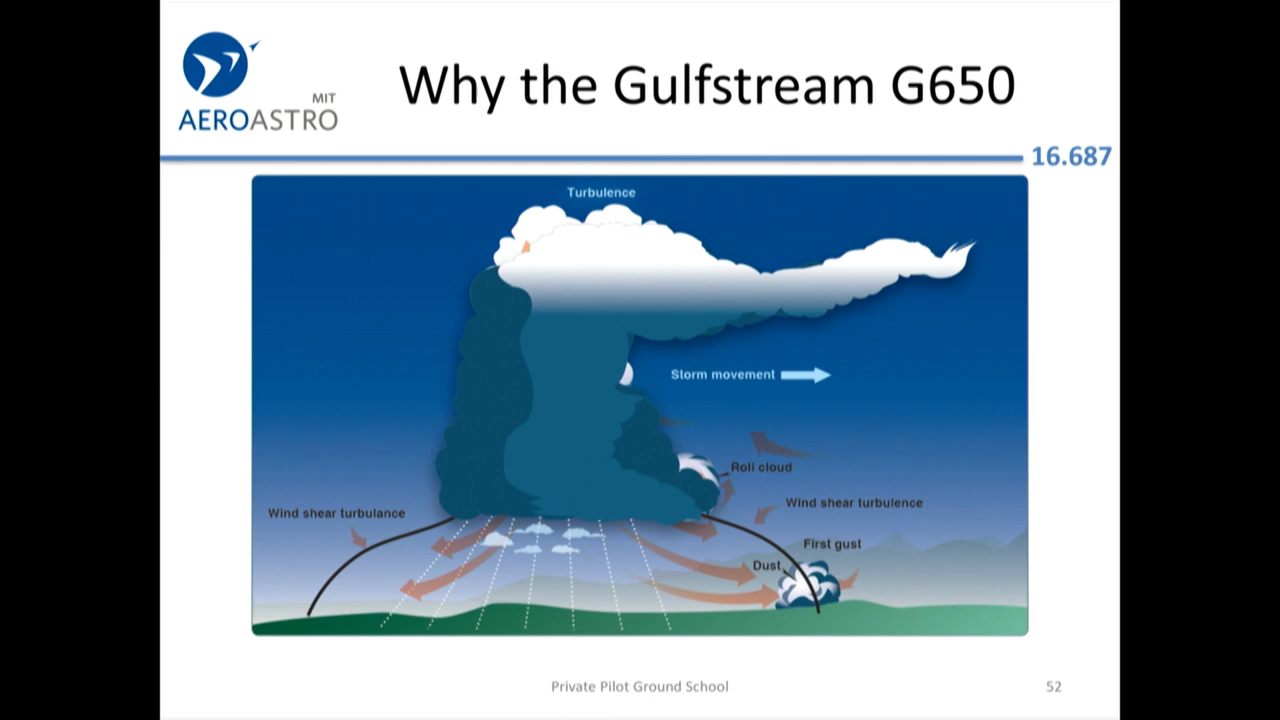 MIT
AEROASTRO
Why the Gulfstream G650
16.687
Turbulence
Storm movement
Roll cloud
Wind shear turbulence
Wind shear turbulance
First gust
Dust
Private Pilot Ground School
52